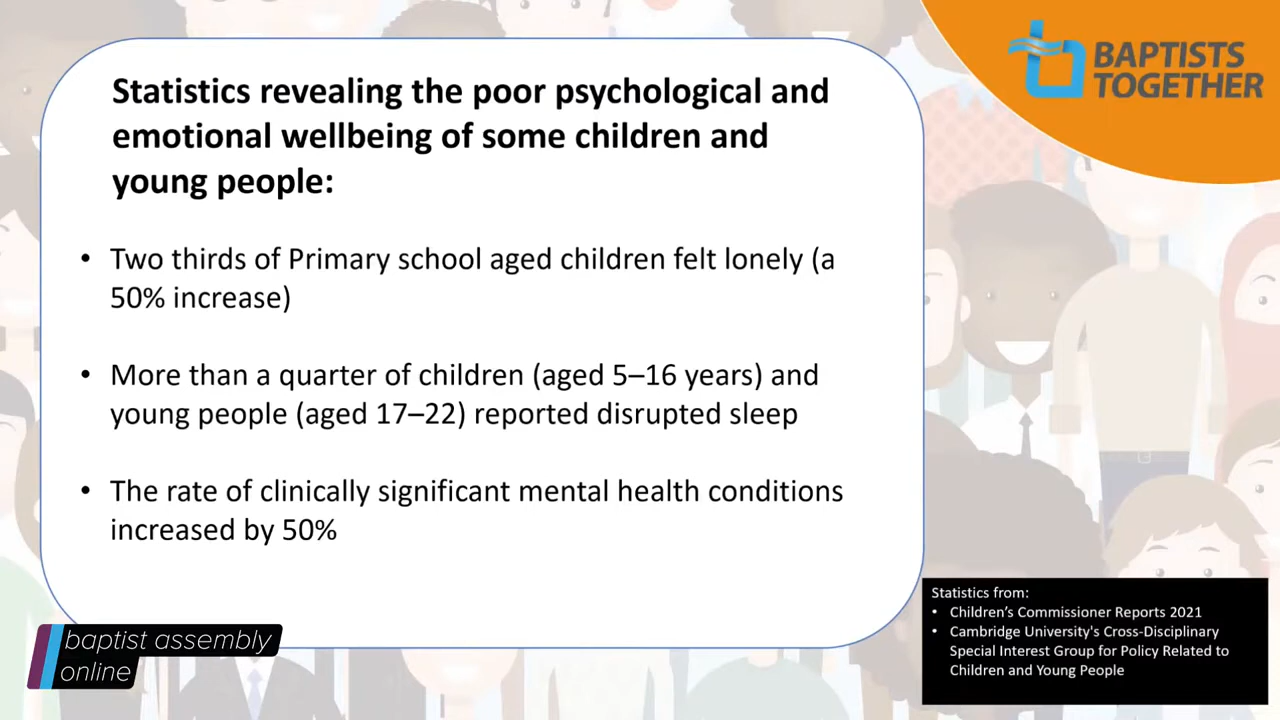 BAPTISTS
TOGETHER
Statistics revealing the poor psychological and
emotional wellbeing of some children and
young people:
• Two thirds of Primary school aged children felt lonely (a
50% increase)
• More than a quarter of children (aged 5–16 years) and
young people (aged 17–22) reported disrupted sleep
• The rate of clinically significant mental health conditions
increased by 50%
Statistics from:
• Children’s Commissioner Reports 2021
• Cambridge University's Cross-Disciplinary
Special Interest Group for Policy Related to
Children and Young People
baptist assembly
online